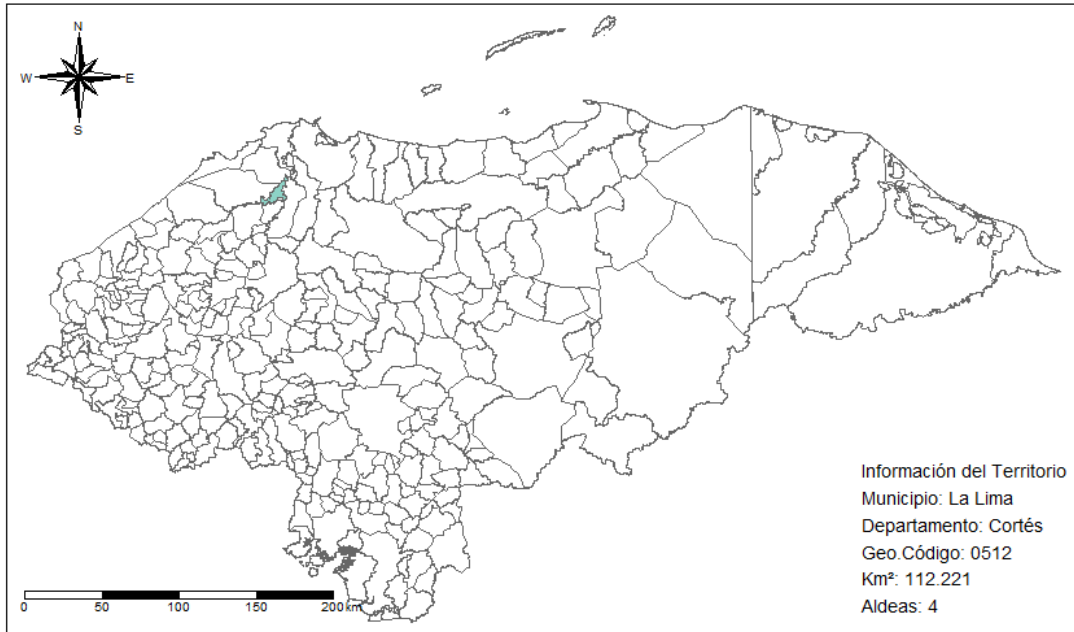 N
W E
S
Información del Territorio
Municipio: La Lima
Departamento: Cortés
Geo.Código: 0512
Km²: 112.221
Aldeas: 4
0 50 100 150 200 km